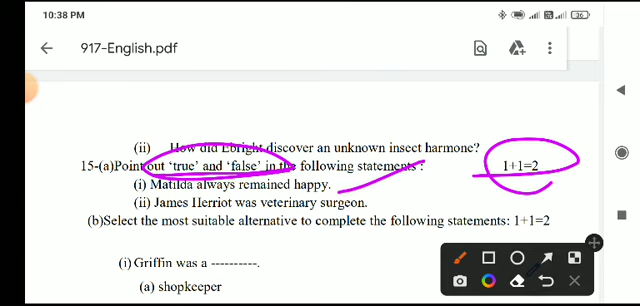 10:38 PM
36
917-English.pdf
(ii) How did Ebright discover an unknown insect harmone?
15-(a)Point out 'true' and 'false' in the following statements : 1+1=2
(i) Matilda always remained happy.
(ii) James Herriot was veterinary surgeon.
(b)Select the most suitable alternative to complete the following statements: 1+1=2
(i) Griffin was a ----------.
(a) shopkeeper